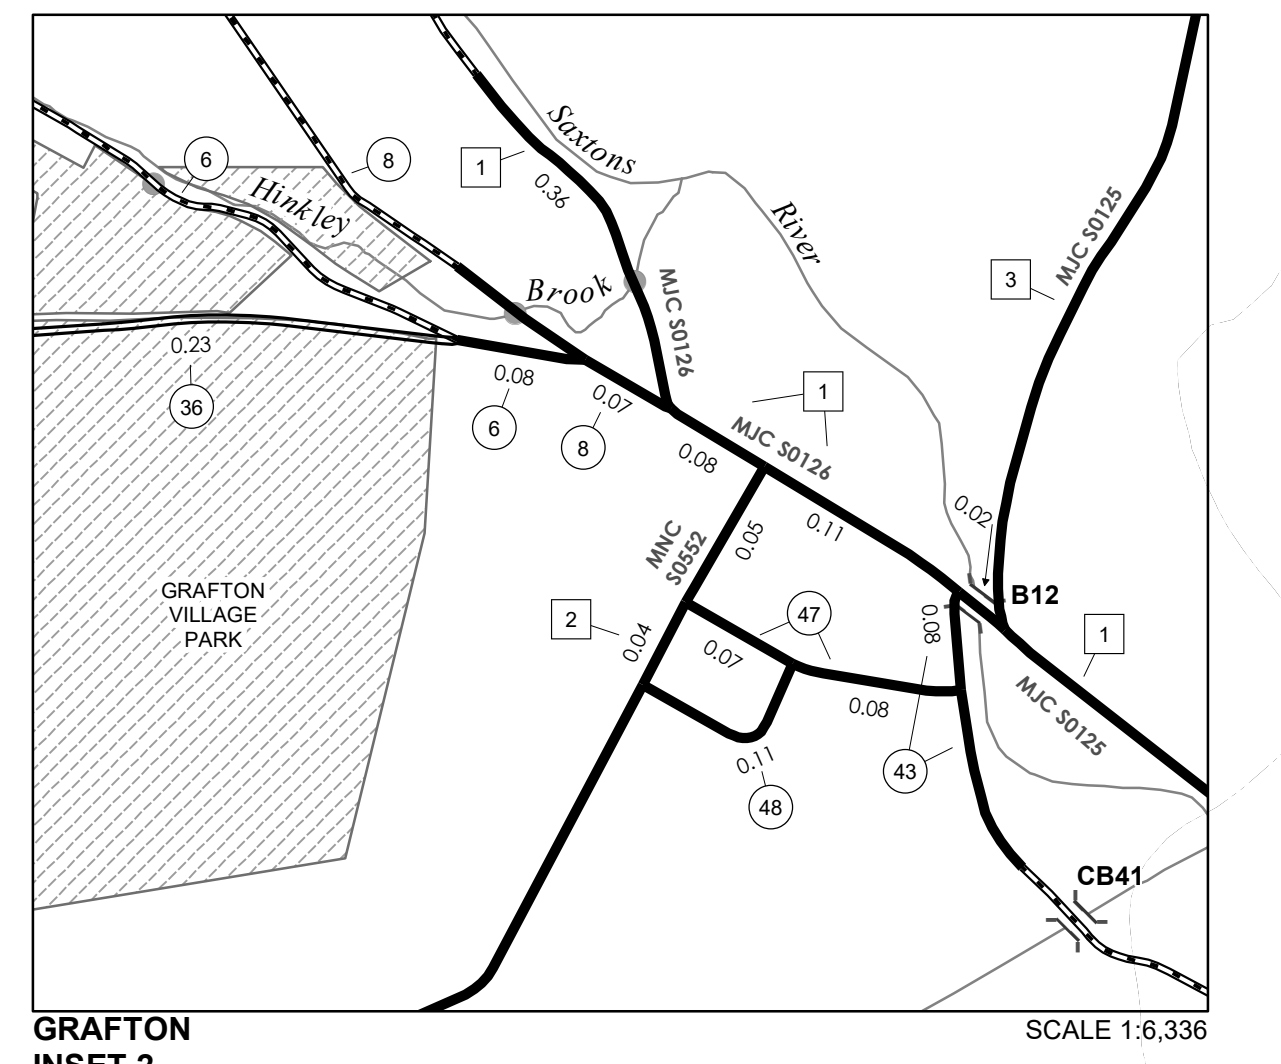 Saxtons
6
8
1
Hinkley
0.36
River
MJC S0125
3
Brook
MJC S0126
0.23
36
0.08
6
0.07
8
1
MJC S0126
0.08
0.11
0.02
MNC
S0552
0.05
B12
GRAFTON
VILLAGE
PARK
2
0.04
0.07
47
0.08
1
0.08
MJC S0125
0.11
48
43
CB41
GRAFTON
INSET 2
SCALE 1:6,336